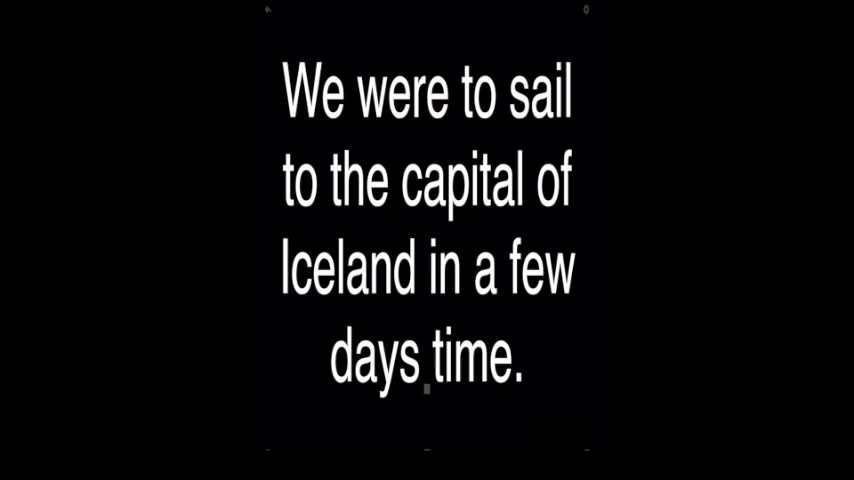 We were to sail
to the capital of
Iceland in a few
days time.